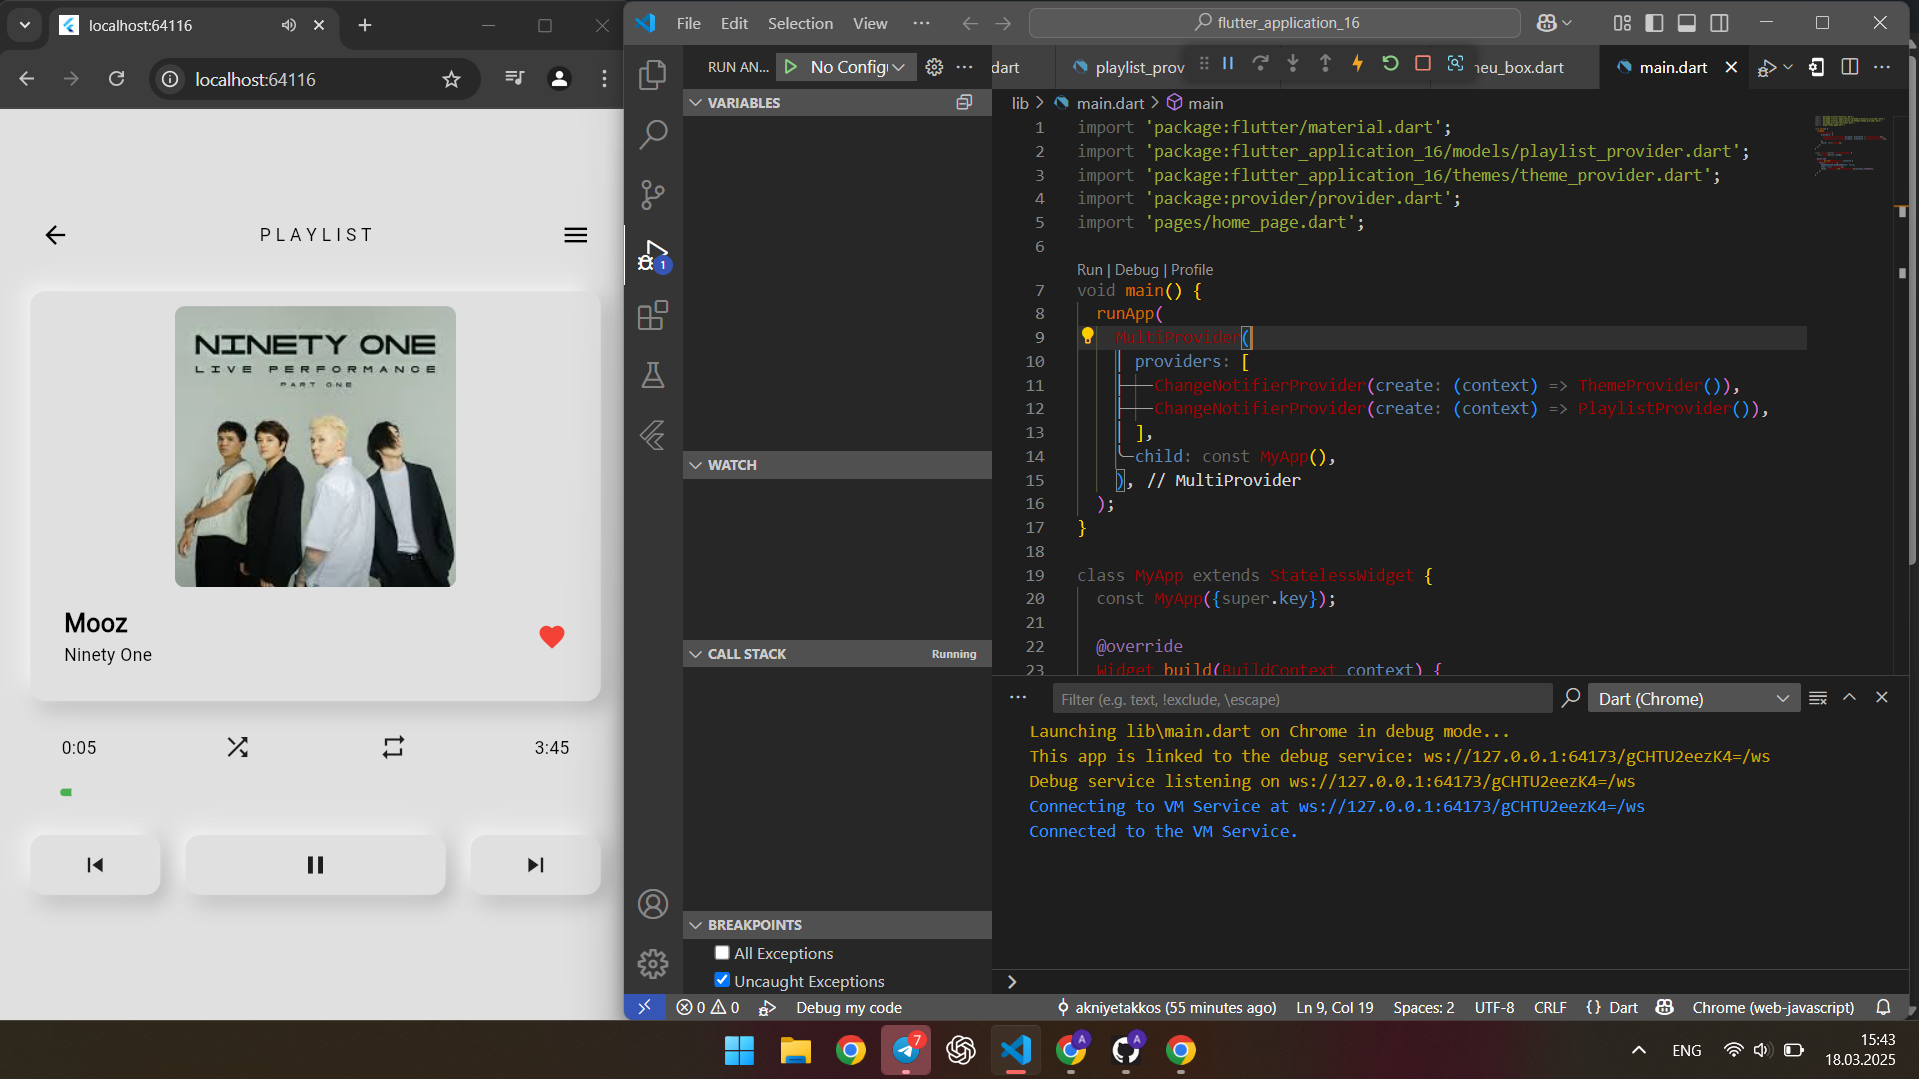 localhost:64116
localhost:64116
PLAYLIST
NINETY ONE
LIVE PERFORMANCE
PART ONE
Mooz
Ninety One
0:05
3:45
File Edit Selection View ···
flutter_application_16
RUN AN...
No Config
VARIABLES
WATCH
CALL STACK
Running
BREAKPOINTS
All Exceptions
Uncaught Exceptions
dart
playlist_prov
neu_box.dart
main.dart
lib > main.dart > main
1 import 'package:flutter/material.dart';
2 import 'package:flutter_application_16/models/playlist_provider.dart';
3 import 'package:flutter_application_16/themes/theme_provider.dart';
4 import 'package:provider/provider.dart';
5 import 'pages/home_page.dart';
6
Run | Debug | Profile
7 void main() {
8 runApp(
9 MultiProvider(
10 providers: [
11 ChangeNotifierProvider(create: (context) => ThemeProvider()),
12 ChangeNotifierProvider(create: (context) => PlaylistProvider()),
13 ],
14 child: const MyApp(),
15 ), // MultiProvider
16 );
17 }
18
19 class MyApp extends StatelessWidget {
20 const MyApp({super.key});
21
22 @override
23 Widget build(BuildContext context) {
Filter (e.g. text, !exclude, \escape)
Dart (Chrome)
Launching lib\main.dart on Chrome in debug mode...
This app is linked to the debug service: ws://127.0.0.1:64173/gCHTU2eezK4=/ws
Debug service listening on ws://127.0.0.1:64173/gCHTU2eezK4=/ws
Connecting to VM Service at ws://127.0.0.1:64173/gCHTU2eezK4=/ws
Connected to the VM Service.
1
0 0
Debug my code
akniyetakkos (55 minutes ago)
Ln 9, Col 19
Spaces: 2
UTF-8
CRLF
{} Dart
Chrome (web-javascript)
7
A
A
ENG
15:43
18.03.2025